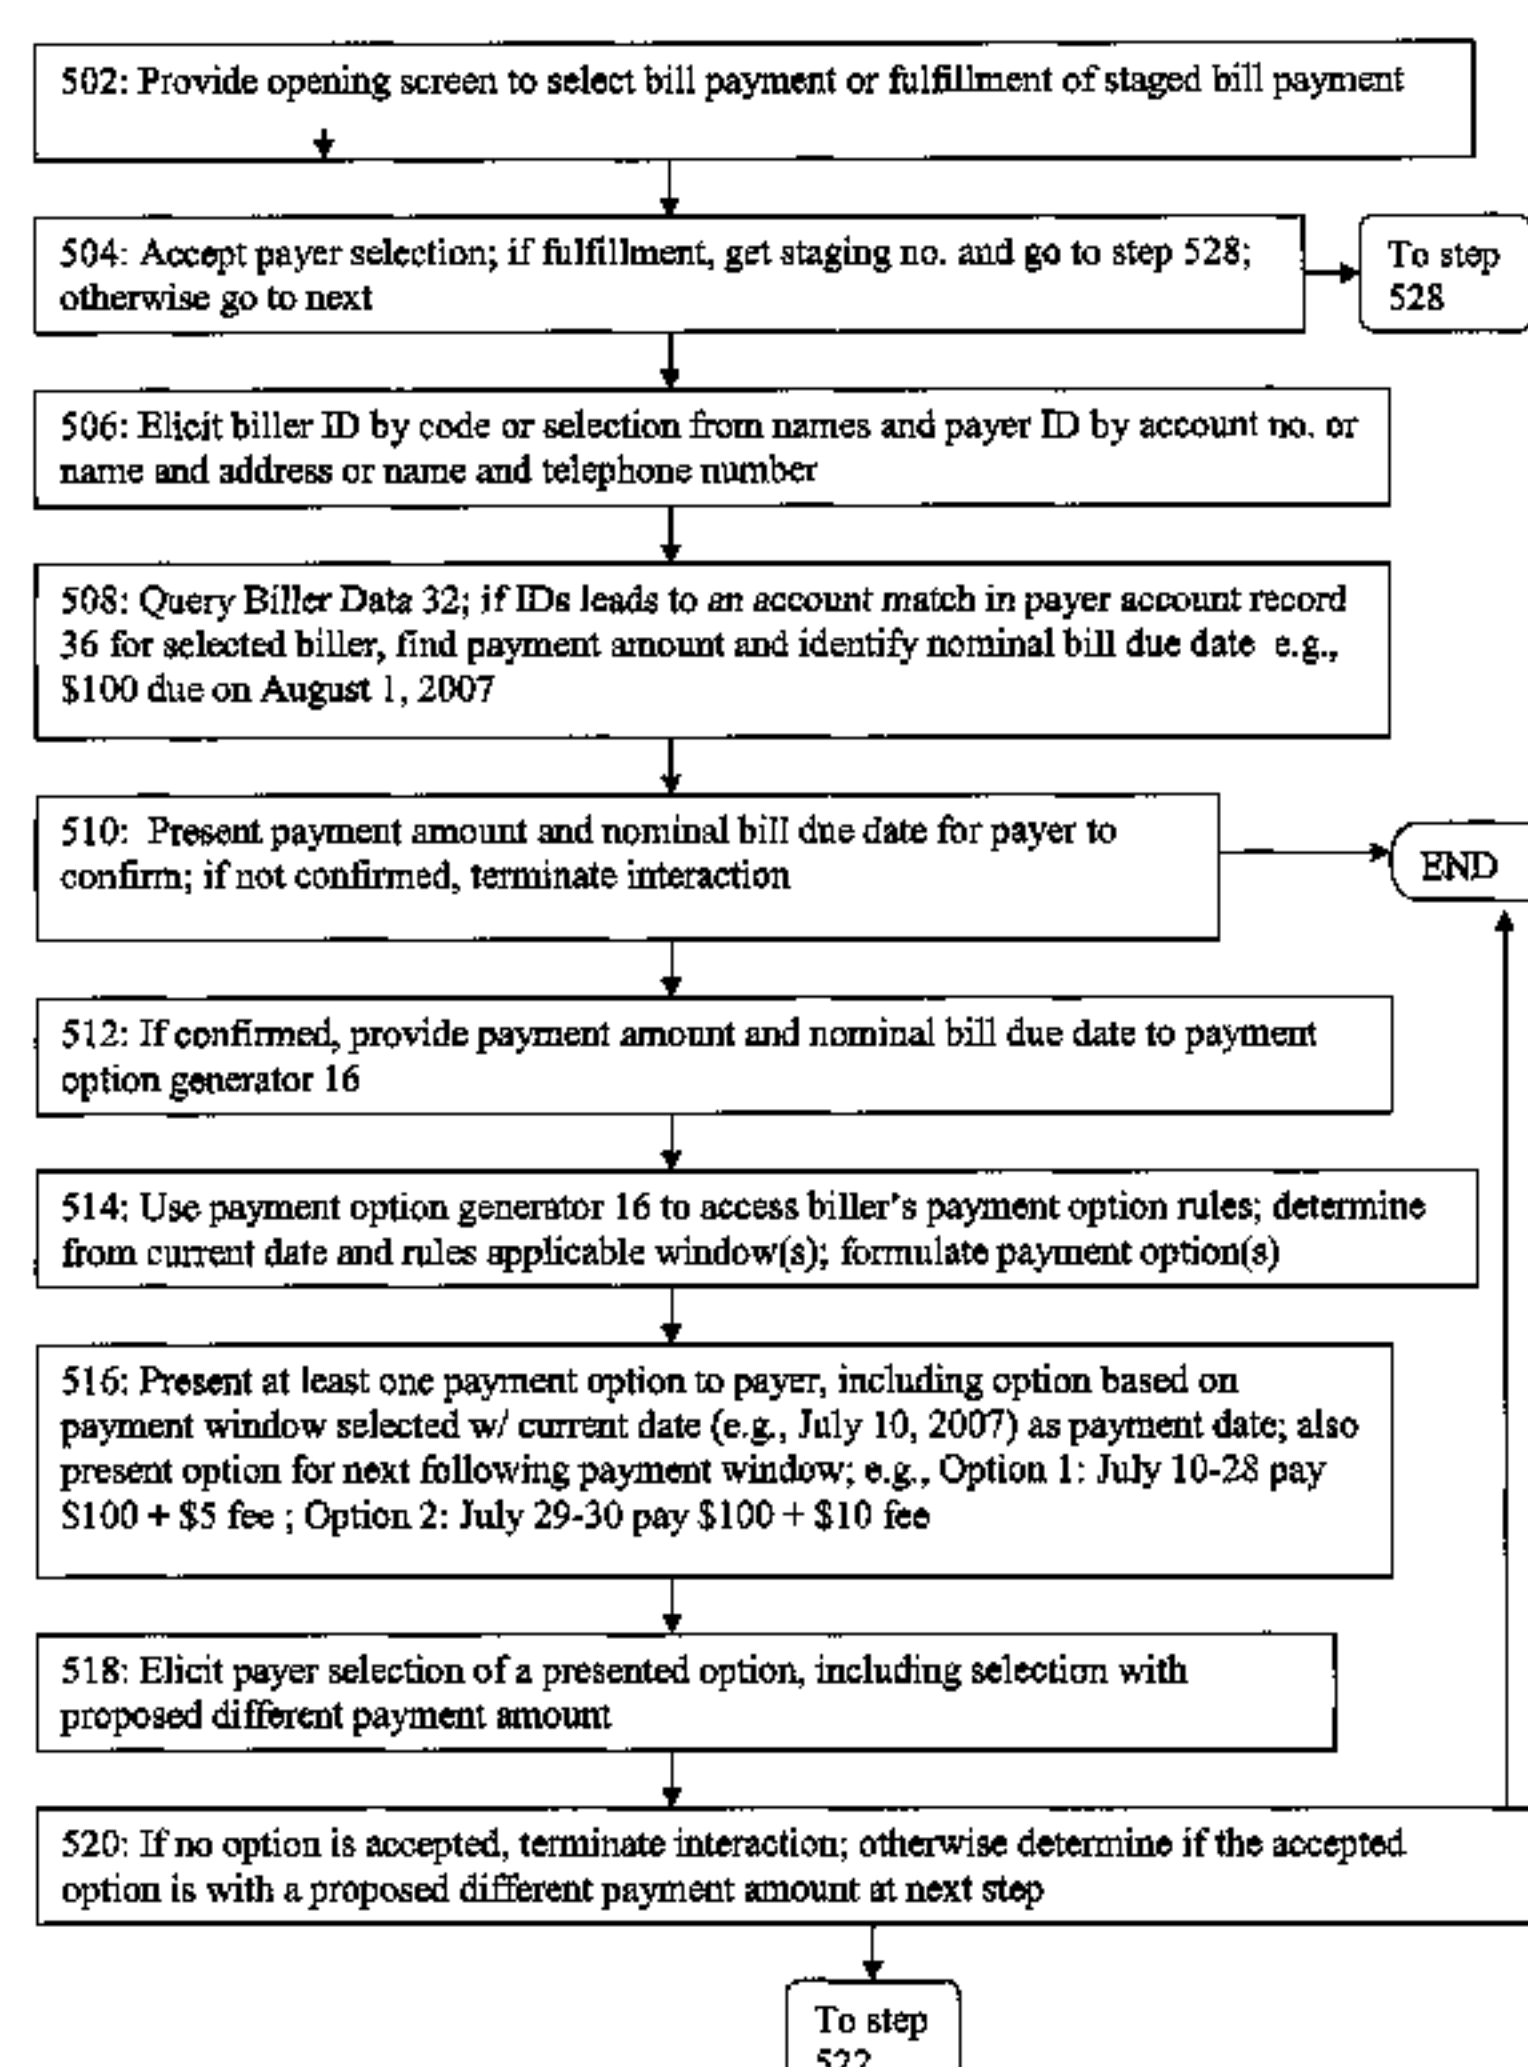 502: Provide opening screen to select bill payment or fulfillment of staged bill payment
504: Accept payer selection; if fulfillment, get staging no. and go to step 528;
otherwise go to next
To step
528
506: Elicit biller ID by code or selection from names and payer ID by account no. or
name and address or name and telephone number
508: Query Biller Data 32; if IDs leads to an account match in payer account record
36 for selected biller, find payment amount and identify nominal bill due date e.g.,
$100 due on August 1, 2007
510: Present payment amount and nominal bill due date for payer to
confirm; if not confirmed, terminate interaction
END
512: If confirmed, provide payment amount and nominal bill due date to payment
option generator 16
514: Use payment option generator 16 to access biller's payment option rules; determine
from current date and rules applicable window(s); formulate payment option(s)
516: Present at least one payment option to payer, including option based on
payment window selected w/ current date (e.g., July 10, 2007) as payment date; also
present option for next following payment window; e.g., Option 1: July 10-28 pay
$100 + $5 fee ; Option 2: July 29-30 pay $100 + $10 fee
518: Elicit payer selection of a presented option, including selection with
proposed different payment amount
520: If no option is accepted, terminate interaction; otherwise determine if the accepted
option is with a proposed different payment amount at next step
To step
522